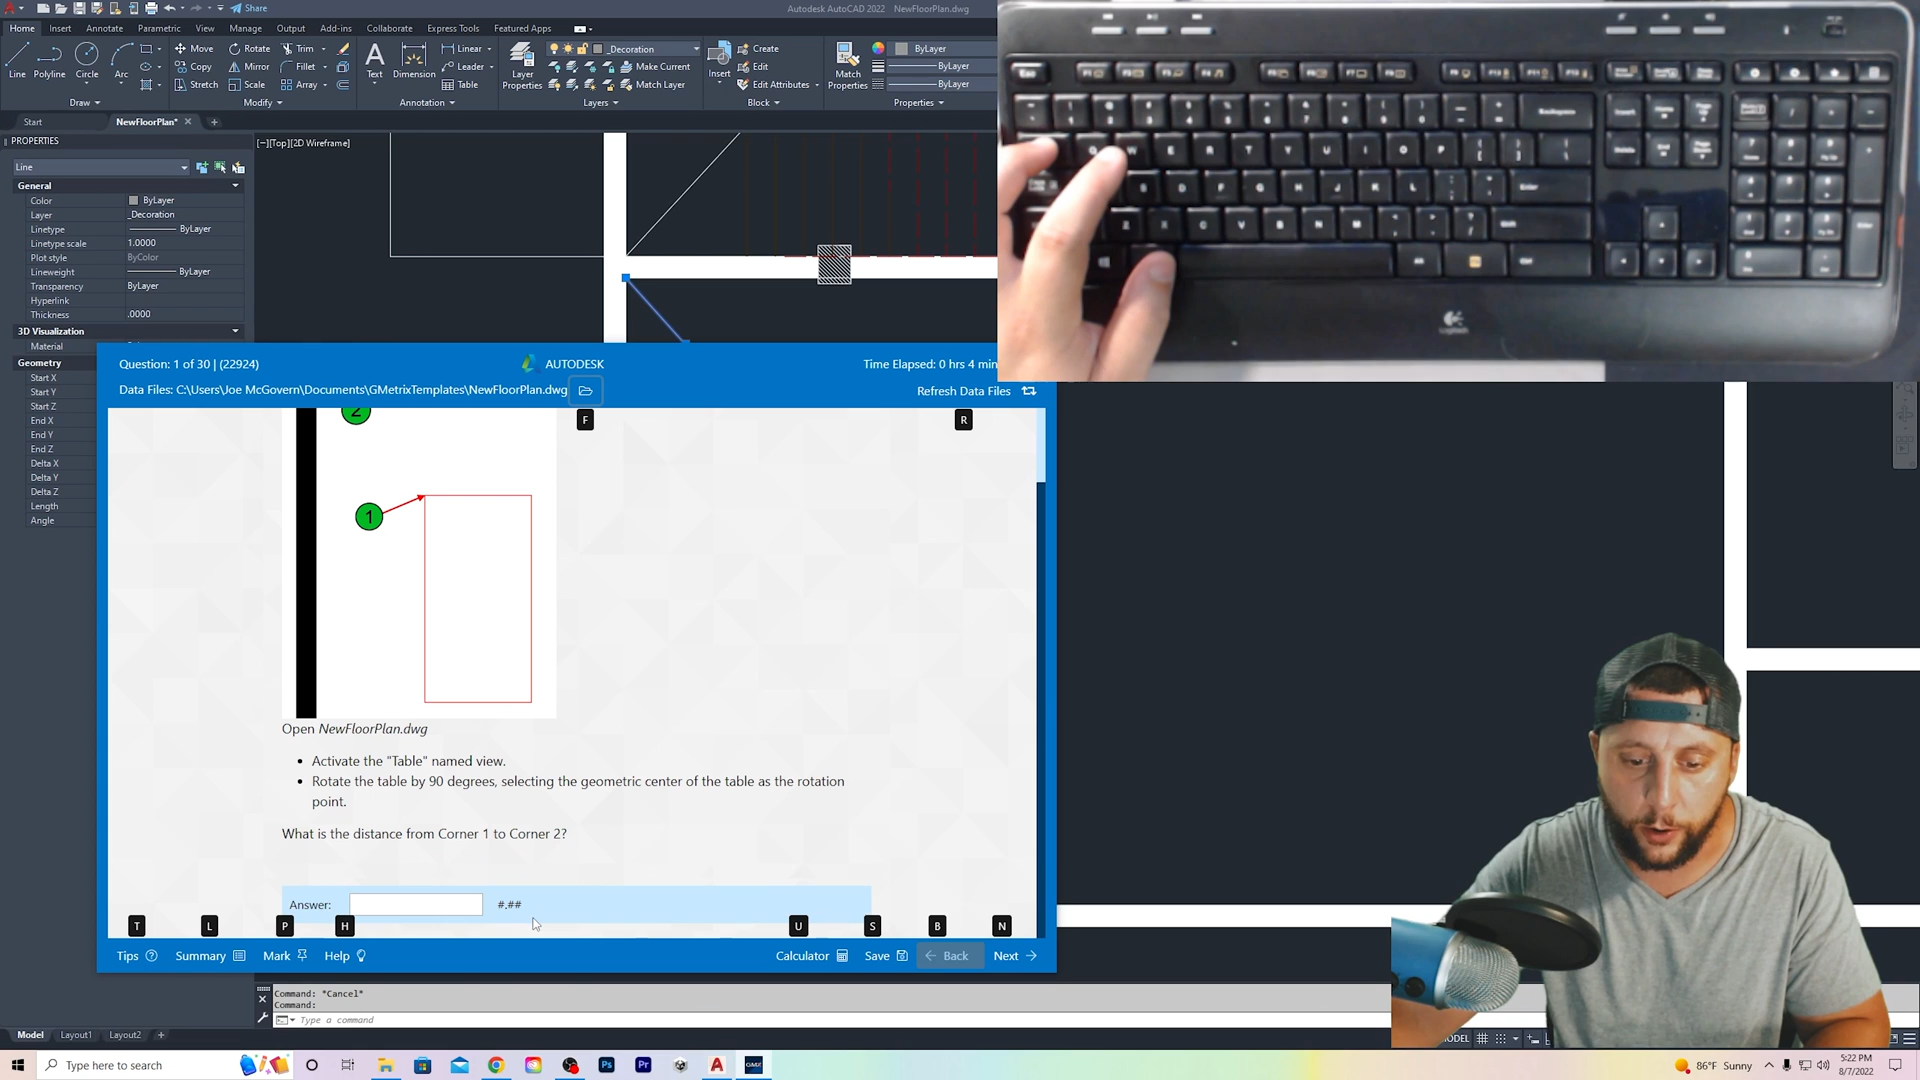 Share
Autodesk AutoCAD 2022 NewFloorPlan.dwg
Home Insert Annotate Parametric View Manage Output Add-ins Collaborate Express Tools Featured Apps
Line Polyline Circle Arc
Move Rotate Trim
Copy Mirror Fillet
Stretch Scale Array
Text Dimension
Linear
Leader
Table
Layer Properties
_Decoration
Make Current
Match Layer
Insert
Create
Edit
Edit Attributes
Match Properties
ByLayer
ByLayer
ByLayer
Draw Modify Annotation Layers Block Properties
Start NewFloorPlan*
PROPERTIES
[−][Top][2D Wireframe]
Line
General
Color ByLayer
Layer _Decoration
Linetype ByLayer
Linetype scale 1.0000
Plot style ByColor
Lineweight ByLayer
Transparency ByLayer
Hyperlink
Thickness .0000
3D Visualization
Material
Geometry
Start X
Start Y
Start Z
End X
End Y
End Z
Delta X
Delta Y
Delta Z
Length
Angle
Question: 1 of 30 | (22924)
AUTODESK
Time Elapsed: 0 hrs 4 min
Data Files: C:\Users\Joe McGovern\Documents\GMetrixTemplates\NewFloorPlan.dwg
Refresh Data Files
F R
2
1
Open NewFloorPlan.dwg
• Activate the "Table" named view.
• Rotate the table by 90 degrees, selecting the geometric center of the table as the rotation
point.
What is the distance from Corner 1 to Corner 2?
Answer: #.##
T L P H U S B N
Tips Summary Mark Help Calculator Save Back Next
Command: *Cancel*
Command:
Type a command
Model Layout1 Layout2 +
Type here to search
86°F Sunny
5:22 PM
8/7/2022